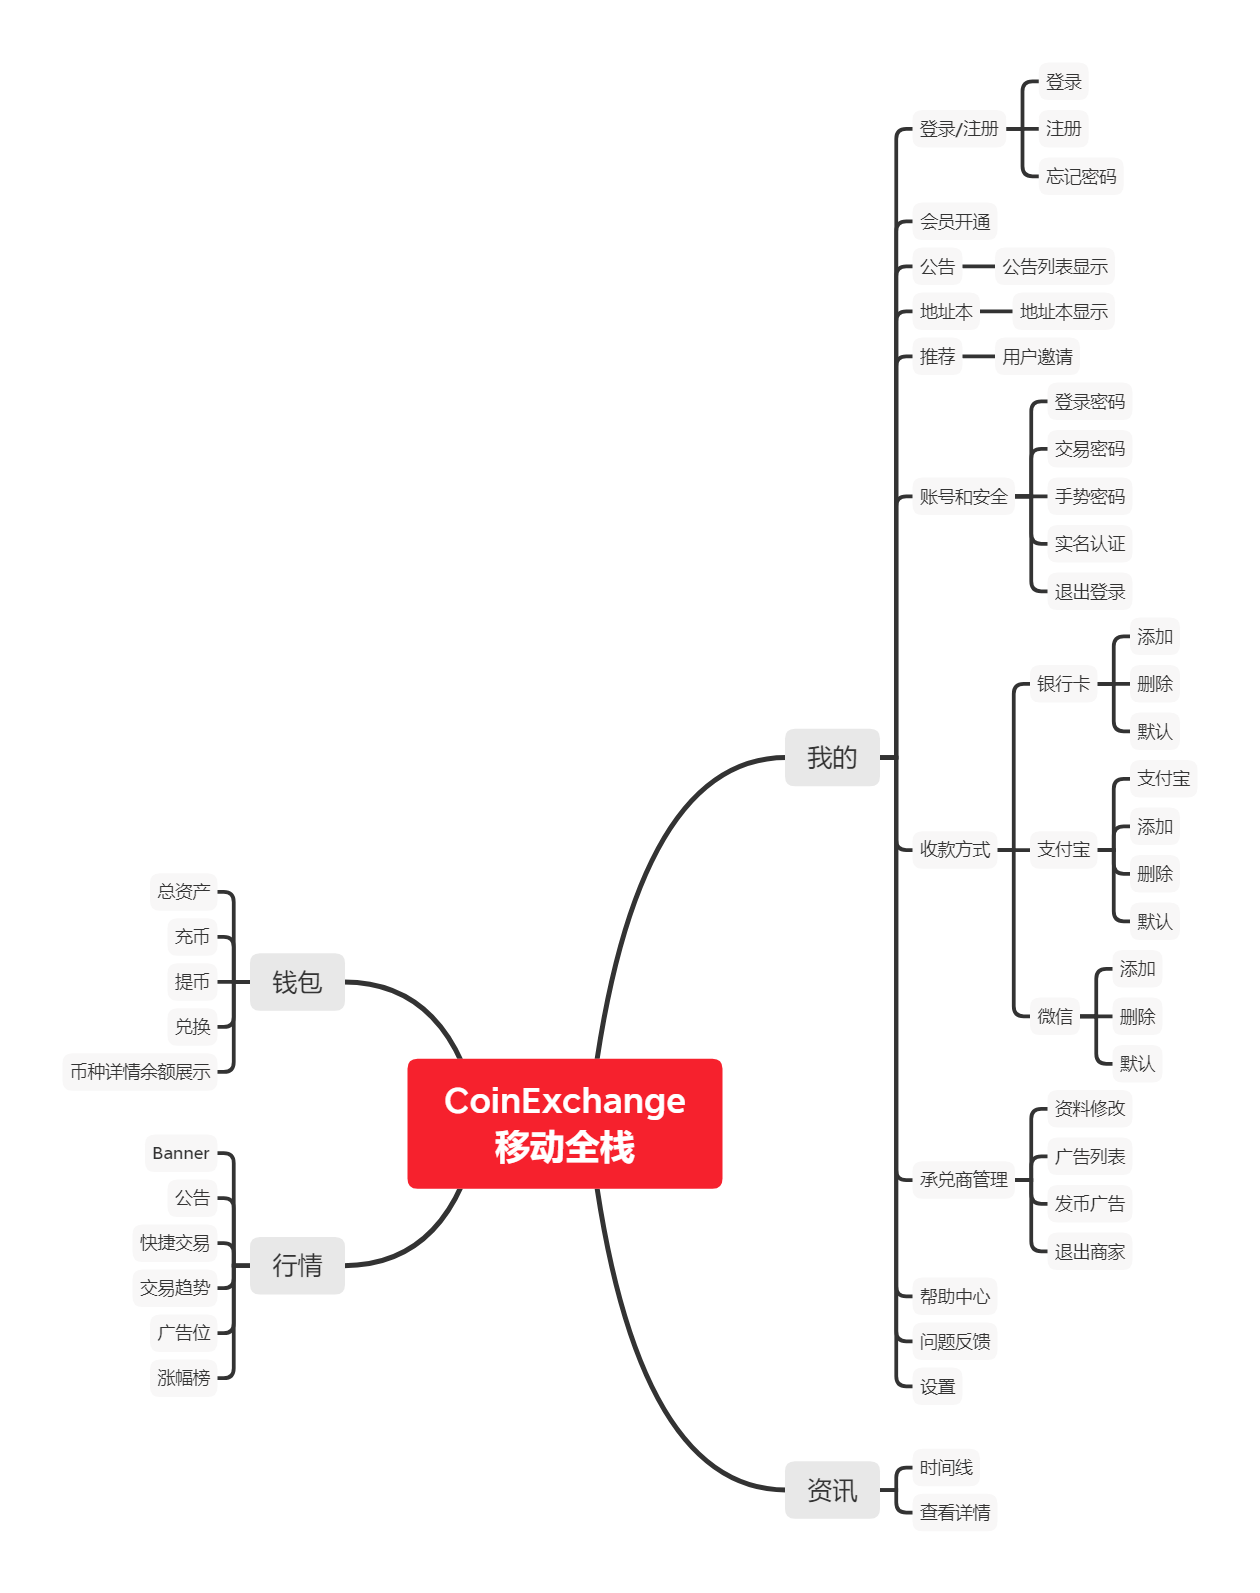 CoinExchange
移动全栈
我的
登录/注册
登录
注册
忘记密码
会员开通
公告
公告列表显示
地址本
地址本显示
推荐
用户邀请
账号和安全
登录密码
交易密码
手势密码
实名认证
退出登录
收款方式
银行卡
添加
删除
默认
支付宝
支付宝
添加
删除
默认
微信
添加
删除
默认
承兑商管理
资料修改
广告列表
发币广告
退出商家
帮助中心
问题反馈
设置
资讯
时间线
查看详情
钱包
总资产
充币
提币
兑换
币种详情余额展示
行情
Banner
公告
快捷交易
交易趋势
广告位
涨幅榜